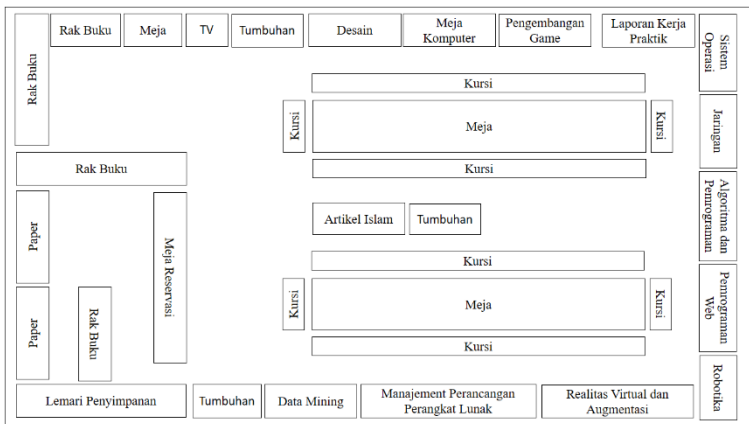 Rak Buku
Rak Buku
Meja
TV
Tumbuhan
Desain
Meja
Komputer
Pengembangan
Game
Laporan Kerja
Praktik
Sistem
Operasi
Kursi
Kursi
Meja
Kursi
Kursi
Jaringan
Rak Buku
Paper
Meja Reservasi
Artikel Islam
Tumbuhan
Algoritma dan
Pemrograman
Kursi
Kursi
Meja
Kursi
Kursi
Pemrograman
Web
Paper
Rak Buku
Lemari Penyimpanan
Tumbuhan
Data Mining
Manajement Perancangan
Perangkat Lunak
Realitas Virtual dan
Augmentasi
Robotika